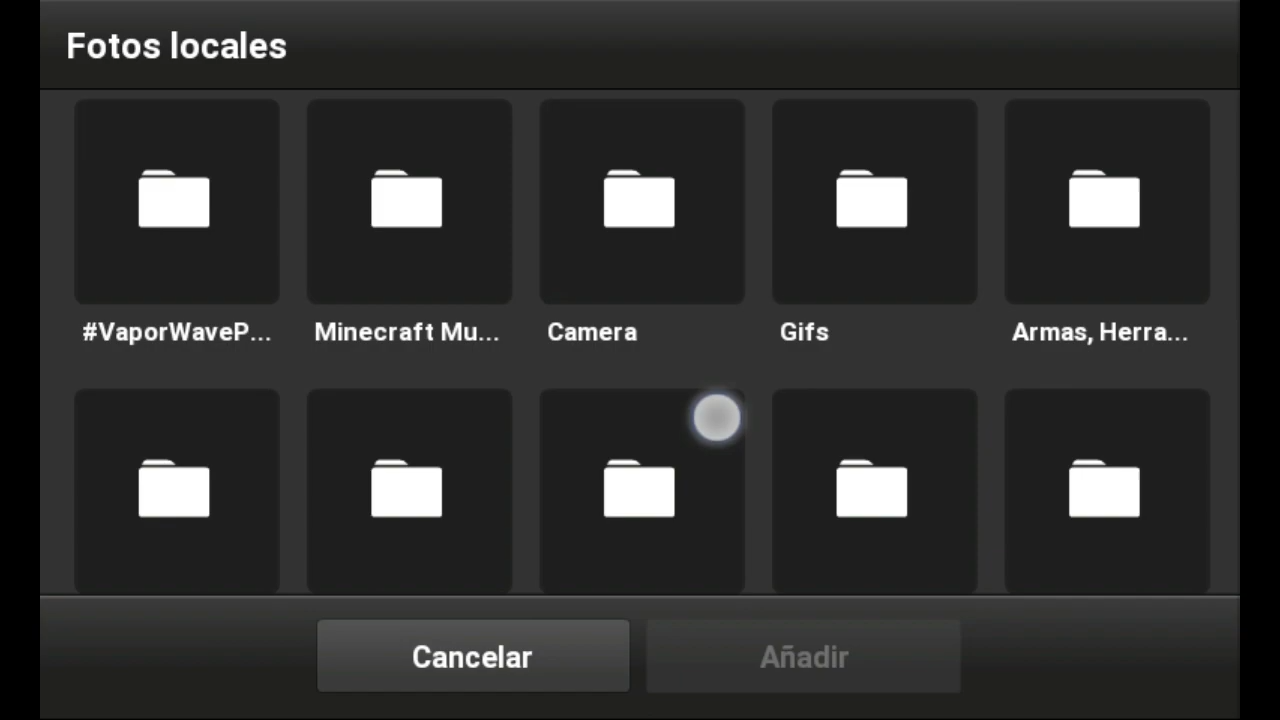 Fotos locales
#VaporWaveP...
Minecraft Mu...
Camera
Gifs
Armas, Herra...
Cancelar
Añadir